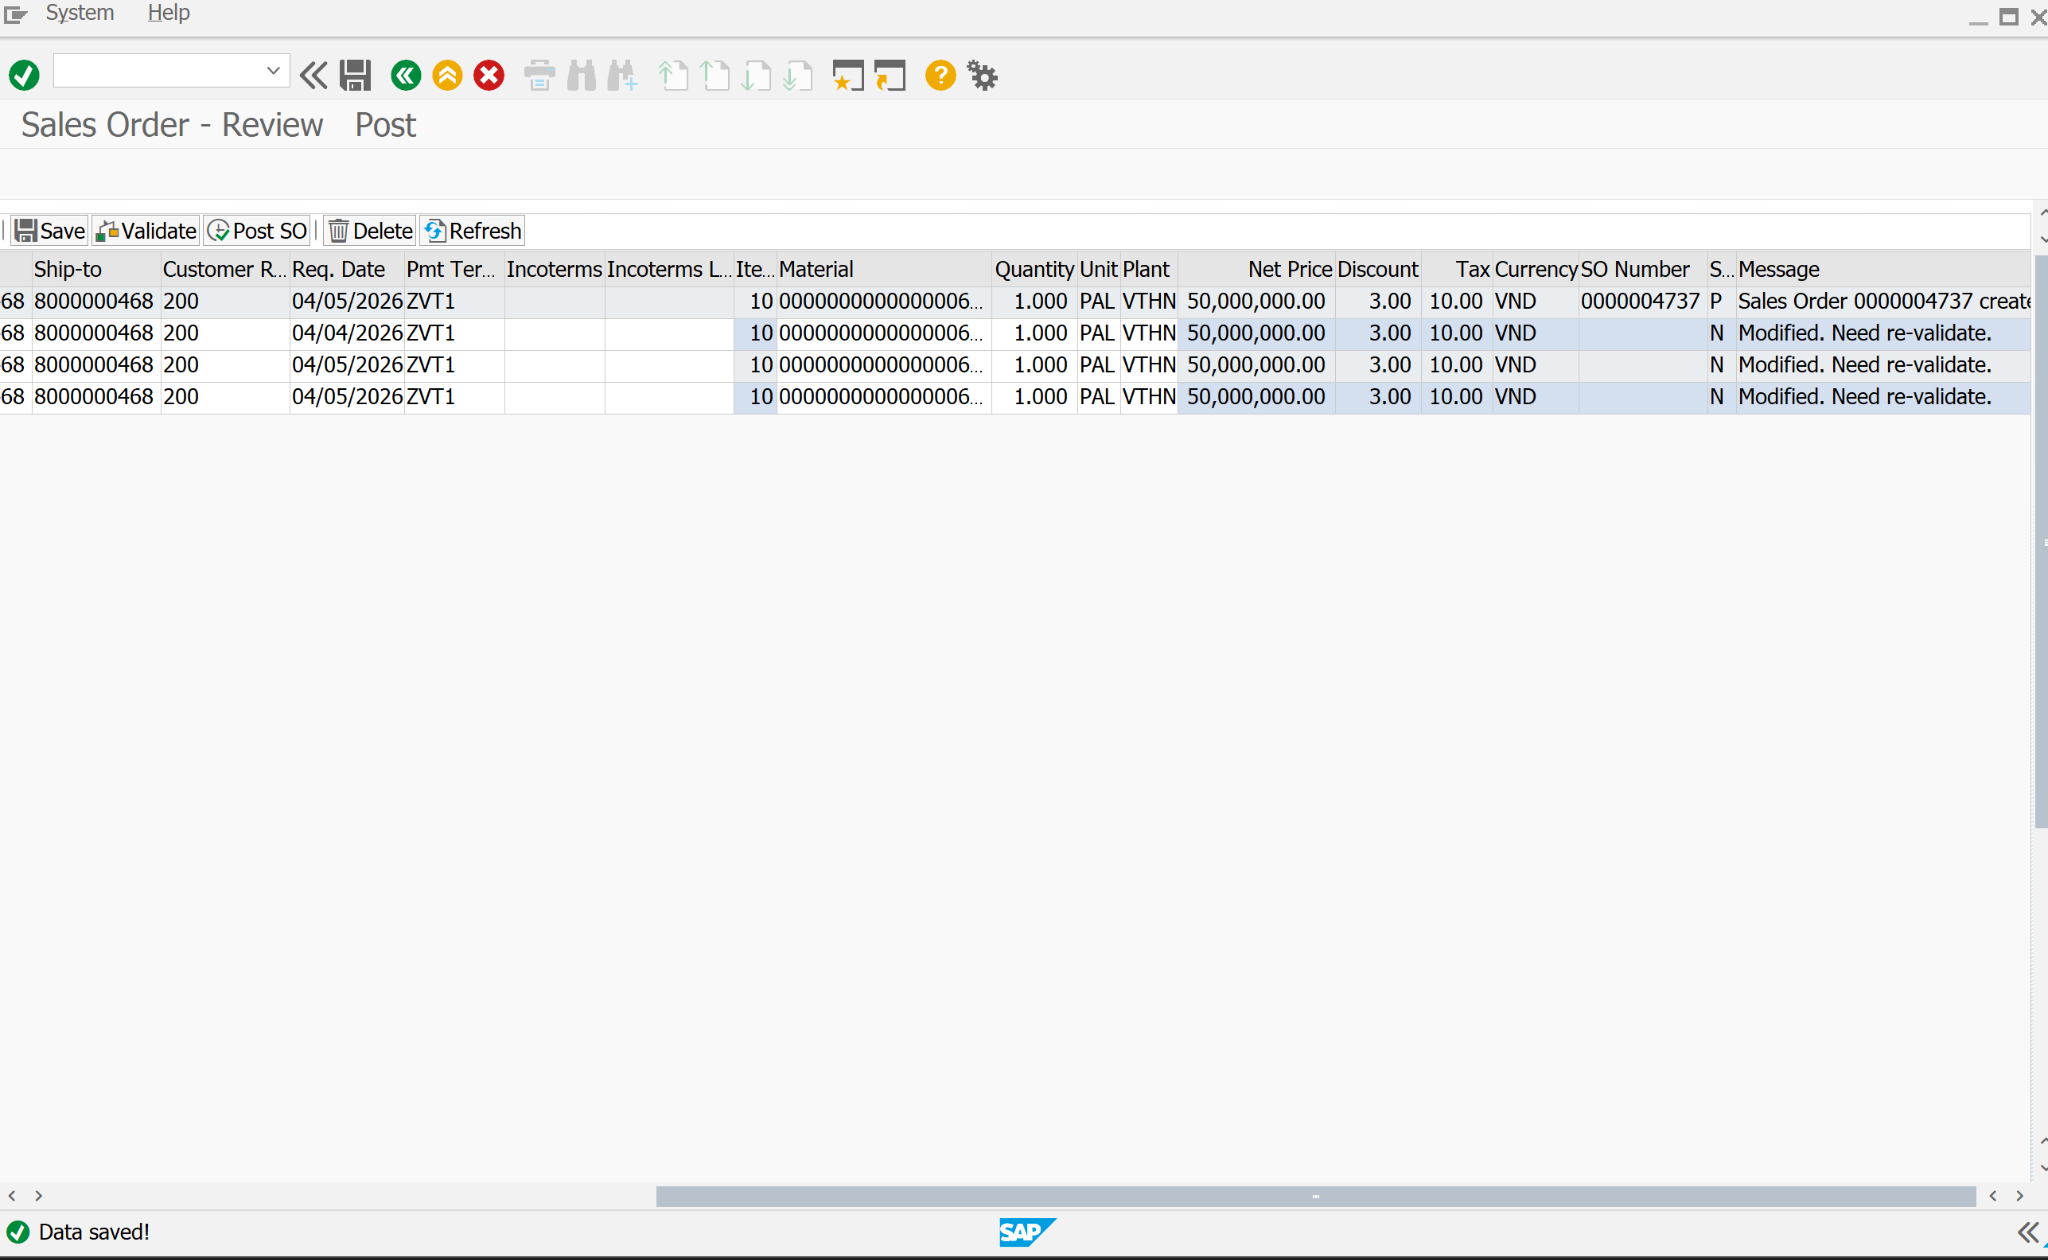 System Help
Sales Order - Review Post
Save Validate Post SO Delete Refresh
Ship-to Customer R... Req. Date Pmt Ter... Incoterms Incoterms L... Ite... Material Quantity Unit Plant Net Price Discount Tax Currency SO Number S... Message
68 8000000468 200 04/05/2026 ZVT1 10 0000000000000006... 1.000 PAL VTHN 50,000,000.00 3.00 10.00 VND 0000004737 P Sales Order 0000004737 create
68 8000000468 200 04/04/2026 ZVT1 10 0000000000000006... 1.000 PAL VTHN 50,000,000.00 3.00 10.00 VND N Modified. Need re-validate.
68 8000000468 200 04/05/2026 ZVT1 10 0000000000000006... 1.000 PAL VTHN 50,000,000.00 3.00 10.00 VND N Modified. Need re-validate.
68 8000000468 200 04/05/2026 ZVT1 10 0000000000000006... 1.000 PAL VTHN 50,000,000.00 3.00 10.00 VND N Modified. Need re-validate.
Data saved! SAP